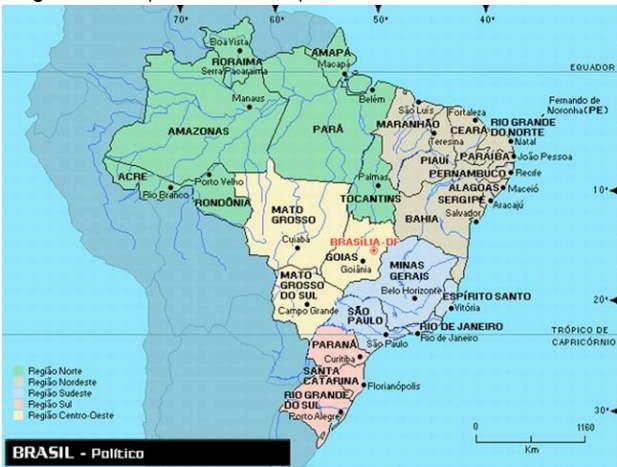 70°
60°
50°
40°
Boa Vista
RORAIMA
Serra Pacaraima
AMAPÁ
Macapá
EQUADOR
Manaus
Belém
São Luis
Fortaleza
Fernando de
Noronha(PE)
AMAZONAS
PARÁ
MARANHÃO
CEARÁ
RIO GRANDE
DO NORTE
Teresina
Natal
PIAUÍ
PARAÍBA
João Pessoa
ACRE
Porto Velho
Palmas
PERNAMBUCO
Recife
Rio Branco
RONDÔNIA
TOCANTINS
ALAGOAS
Maceió
10°
SERGIPE
Aracajú
MATO
GROSSO
BAHIA
Salvador
Cuiabá
BRASÍLIA-DF
GOIAS
Goiânia
MINAS
GERAIS
MATO
GROSSO
DO SUL
Belo Horizonte
ESPÍRITO SANTO
20°
Campo Grande
Vitória
SÃO
PAULO
RIO DE JANEIRO
TRÓPICO DE
CAPRICÓRNIO
PARANÁ
São Paulo
Rio de Janeiro
Curitiba
SANTA
CATARINA
Florianópolis
RIO GRANDE
DO SUL
Porto Alegre
30°
Região Norte
Região Nordeste
Região Sudeste
Região Sul
Região Centro-Oeste
0
1160
Km
BRASIL - Político